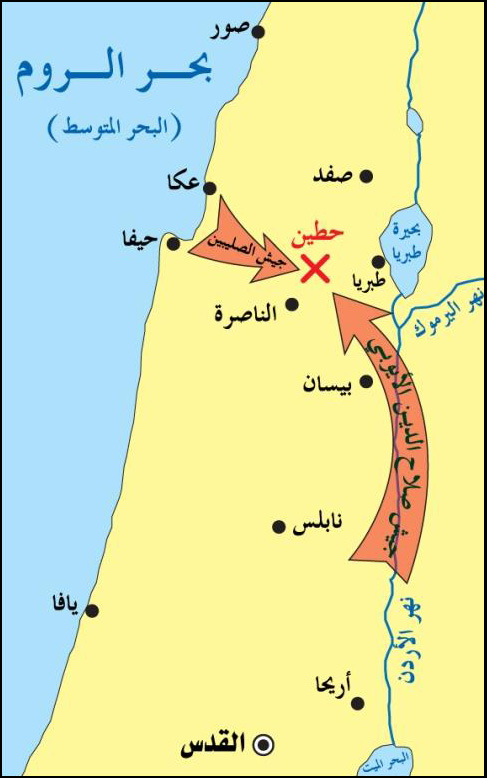 صور
بحر الروم
(البحر المتوسط)
صفد
عكا
بحيرة
طبريا
حطين
حيفا
جيش الصليبين
طبريا
نهر اليرموك
الناصرة
بيسان
جيش صلاح الدين الأيوبي
نابلس
يافا
نهر الأردن
أريحا
القدس
البحر الميت